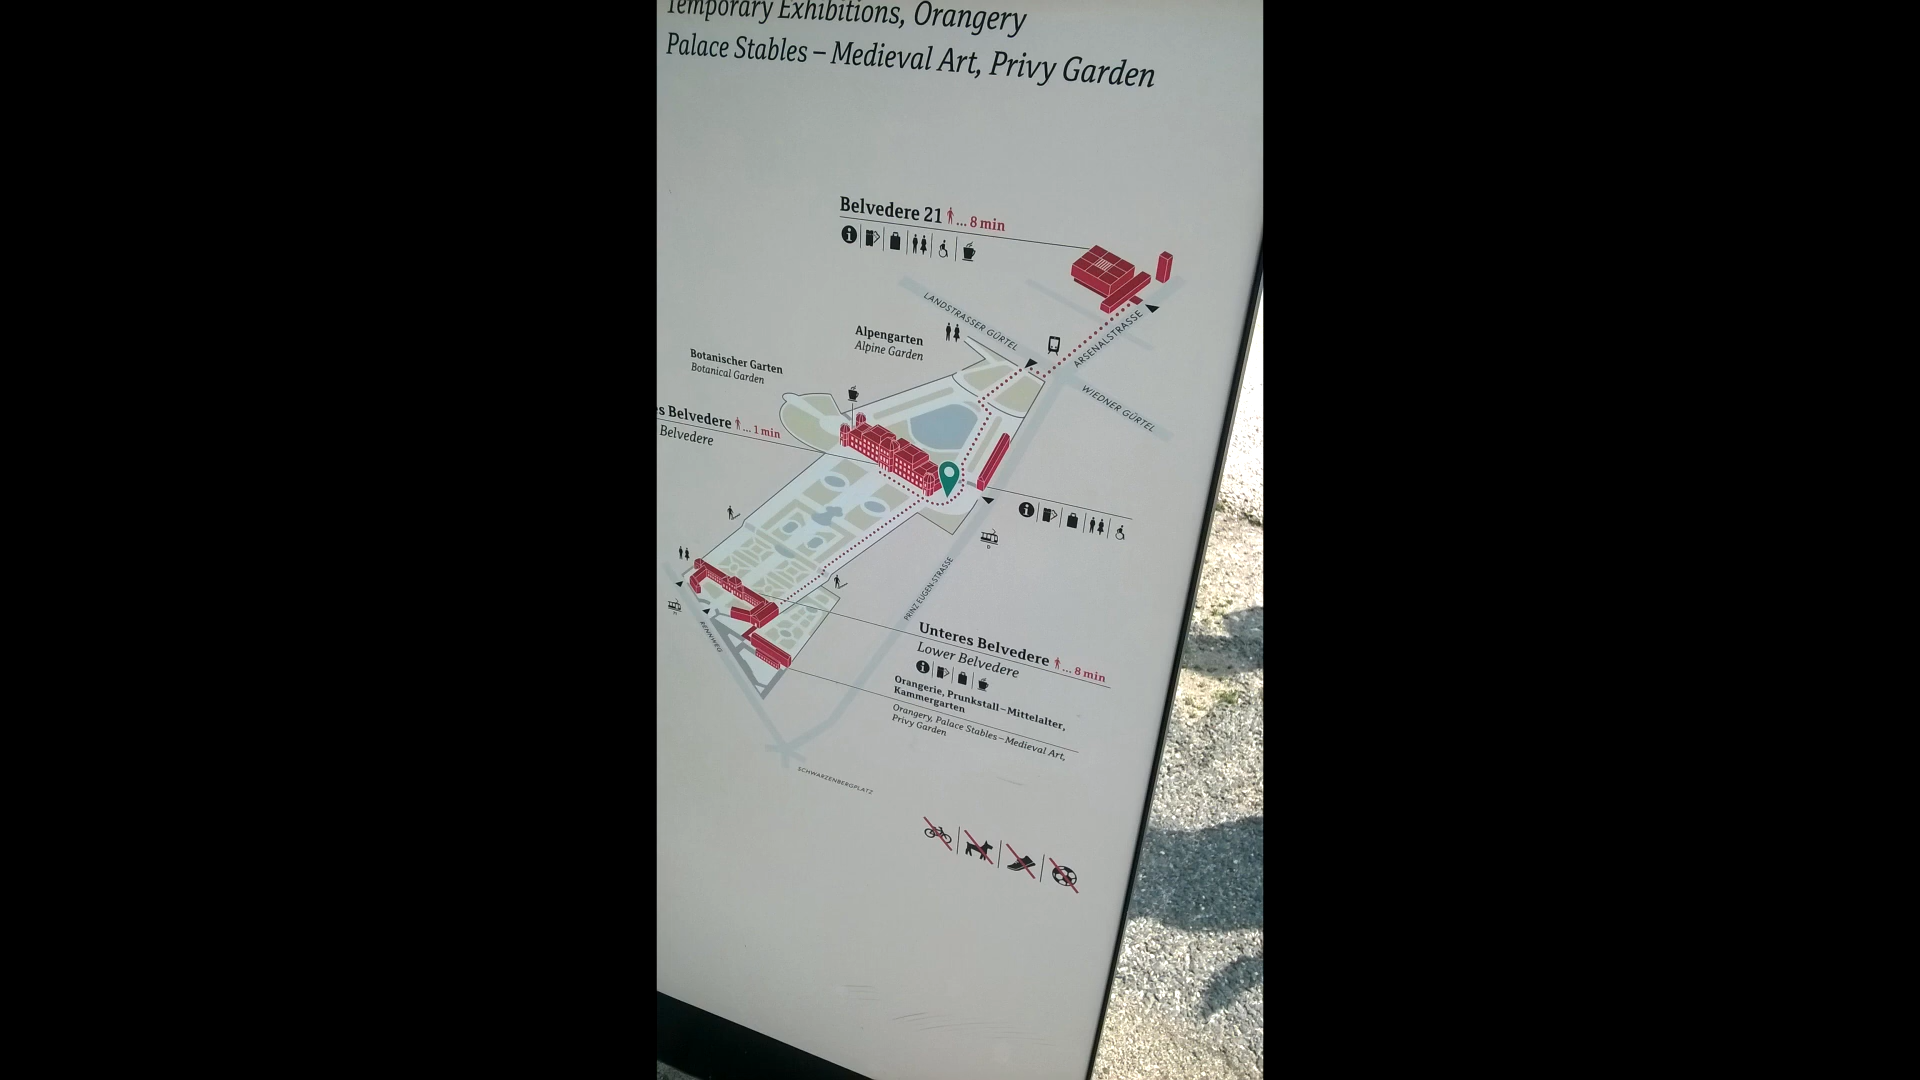 Temporary Exhibitions, Orangery
Palace Stables – Medieval Art, Privy Garden
Belvedere 21 ... 8 min
LANDSTRASSER GÜRTEL
ARSENALSTRASSE
Alpengarten
Alpine Garden
Botanischer Garten
Botanical Garden
WIEDNER GÜRTEL
s Belvedere ... 1 min
Belvedere
D
PRINZ EUGEN-STRASSE
RENNWEG
Unteres Belvedere ... 8 min
Lower Belvedere
Orangerie, Prunkstall – Mittelalter,
Kammergarten
Orangery, Palace Stables – Medieval Art,
Privy Garden
SCHWARZENBERGPLATZ